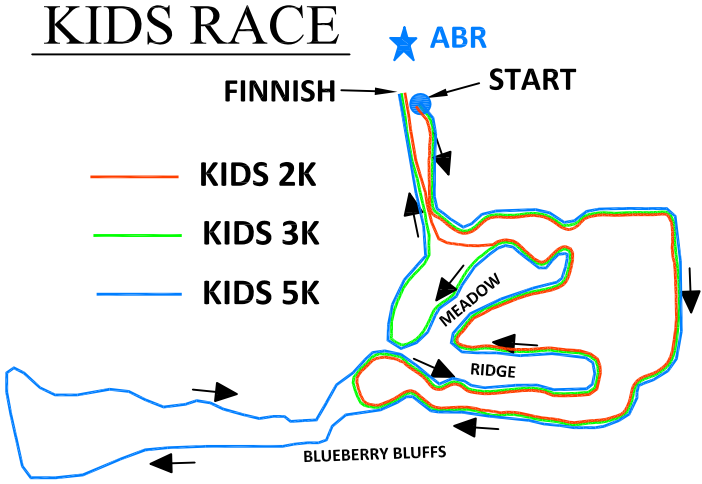 KIDS RACE
ABR
START
FINNISH
KIDS 2K
KIDS 3K
KIDS 5K
MEADOW
RIDGE
BLUEBERRY BLUFFS